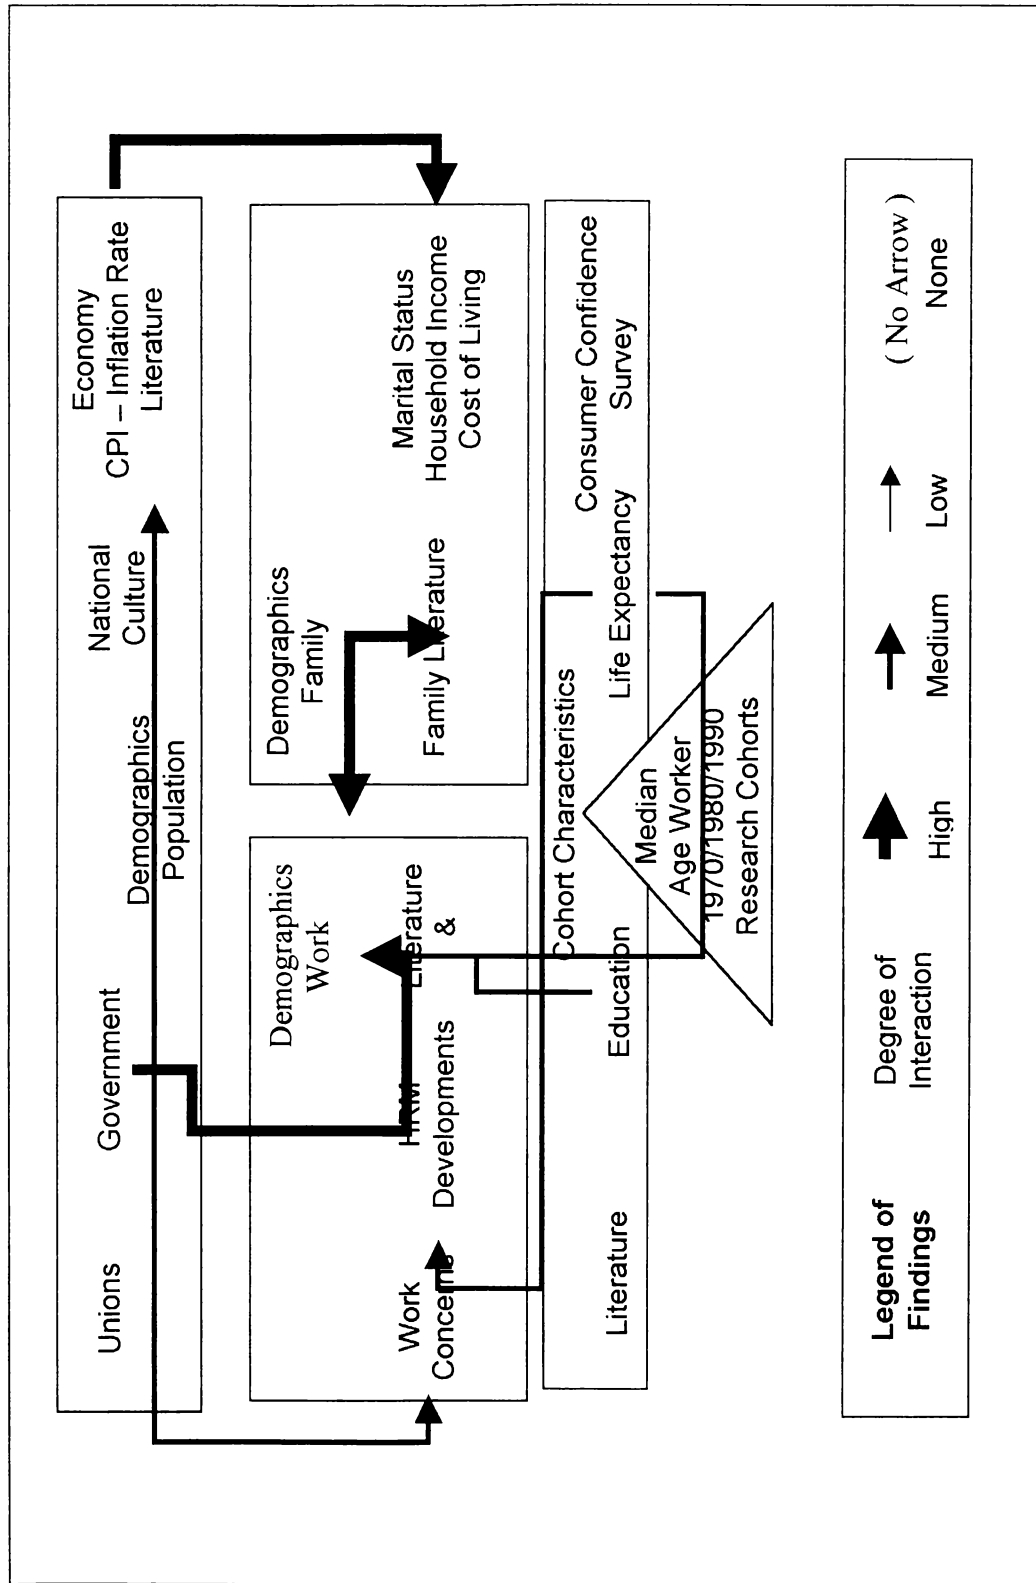 Unions
Government
Demographics
Population
National
Culture
Economy
CPI – Inflation Rate
Literature
Demographics
Work
Work
Concerns
HRM
Developments
Literature
&
Demographics
Family
Family Literature
Marital Status
Household Income
Cost of Living
Cohort Characteristics
Literature
Education
Life Expectancy
Consumer Confidence
Survey
Median
Age Worker
1970/1980/1990
Research Cohorts
Legend of
Findings
Degree of
Interaction
High
Medium
Low
( No Arrow )
None